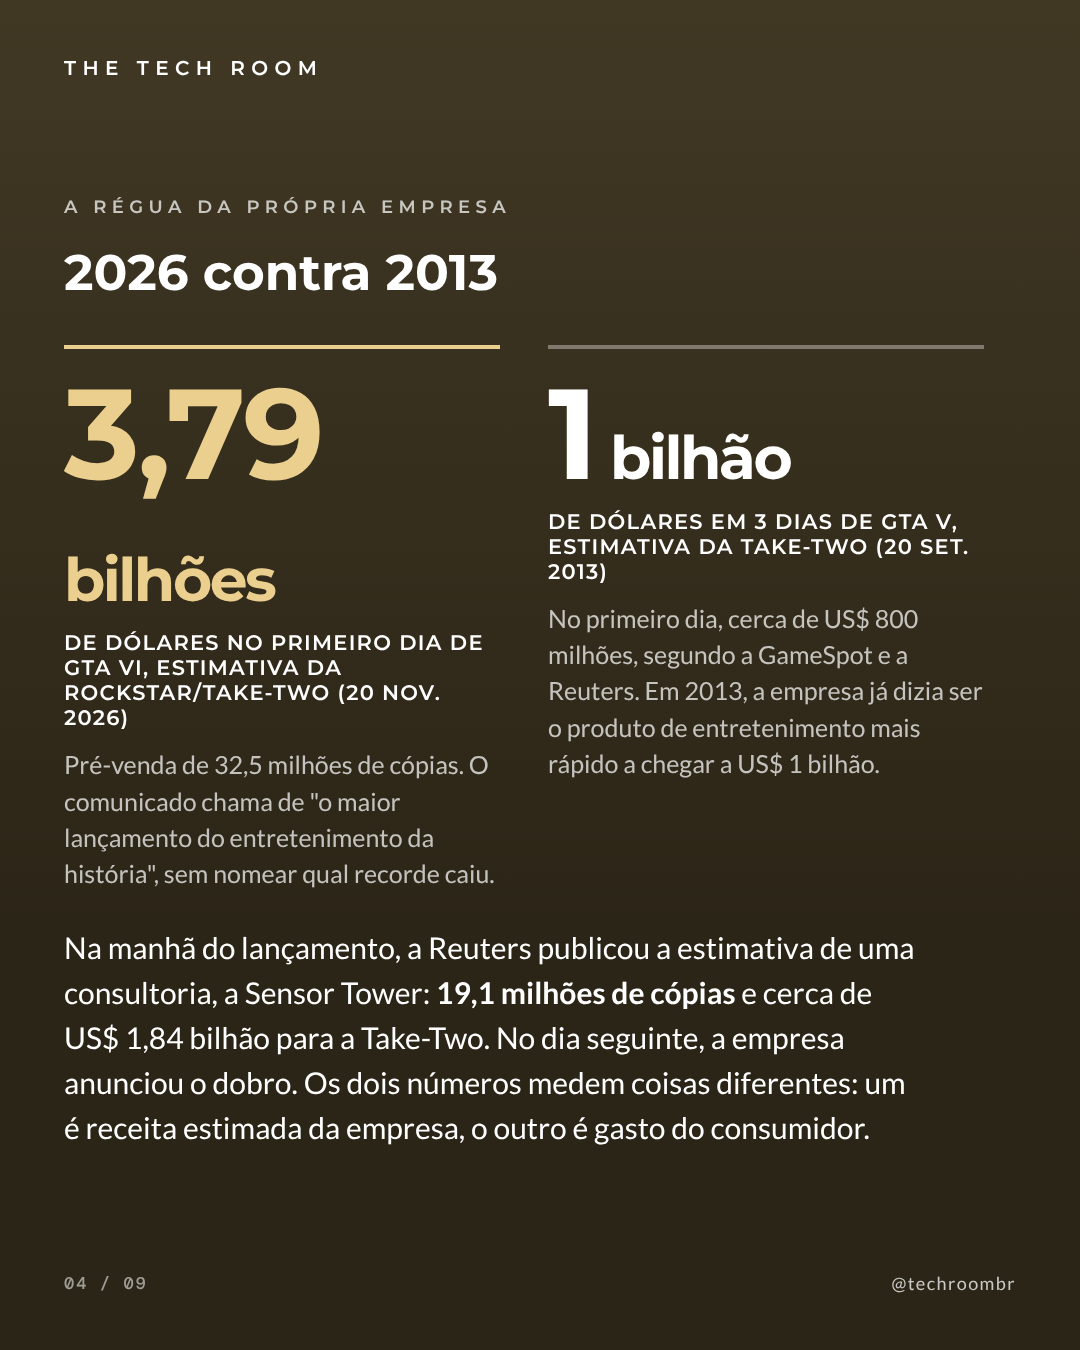 THE TECH ROOM
A RÉGUA DA PRÓPRIA EMPRESA
2026 contra 2013
3,79
bilhões
DE DÓLARES NO PRIMEIRO DIA DE
GTA VI, ESTIMATIVA DA
ROCKSTAR/TAKE-TWO (20 NOV.
2026)
Pré-venda de 32,5 milhões de cópias. O
comunicado chama de "o maior
lançamento do entretenimento da
história", sem nomear qual recorde caiu.
1 bilhão
DE DÓLARES EM 3 DIAS DE GTA V,
ESTIMATIVA DA TAKE-TWO (20 SET.
2013)
No primeiro dia, cerca de US$ 800
milhões, segundo a GameSpot e a
Reuters. Em 2013, a empresa já dizia ser
o produto de entretenimento mais
rápido a chegar a US$ 1 bilhão.
Na manhã do lançamento, a Reuters publicou a estimativa de uma
consultoria, a Sensor Tower: 19,1 milhões de cópias e cerca de
US$ 1,84 bilhão para a Take-Two. No dia seguinte, a empresa
anunciou o dobro. Os dois números medem coisas diferentes: um
é receita estimada da empresa, o outro é gasto do consumidor.
04 / 09
@techroombr